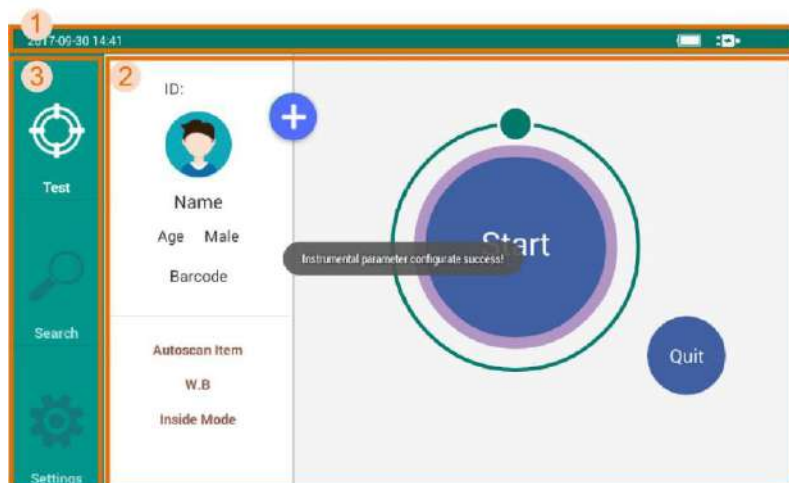 1
2017-09-30 14:41
3
2
Test
Search
Settings
ID:
Name
Age Male
Barcode
Autoscan Item
W.B
Inside Mode
Start
Instrumental parameter configurate success!
Quit